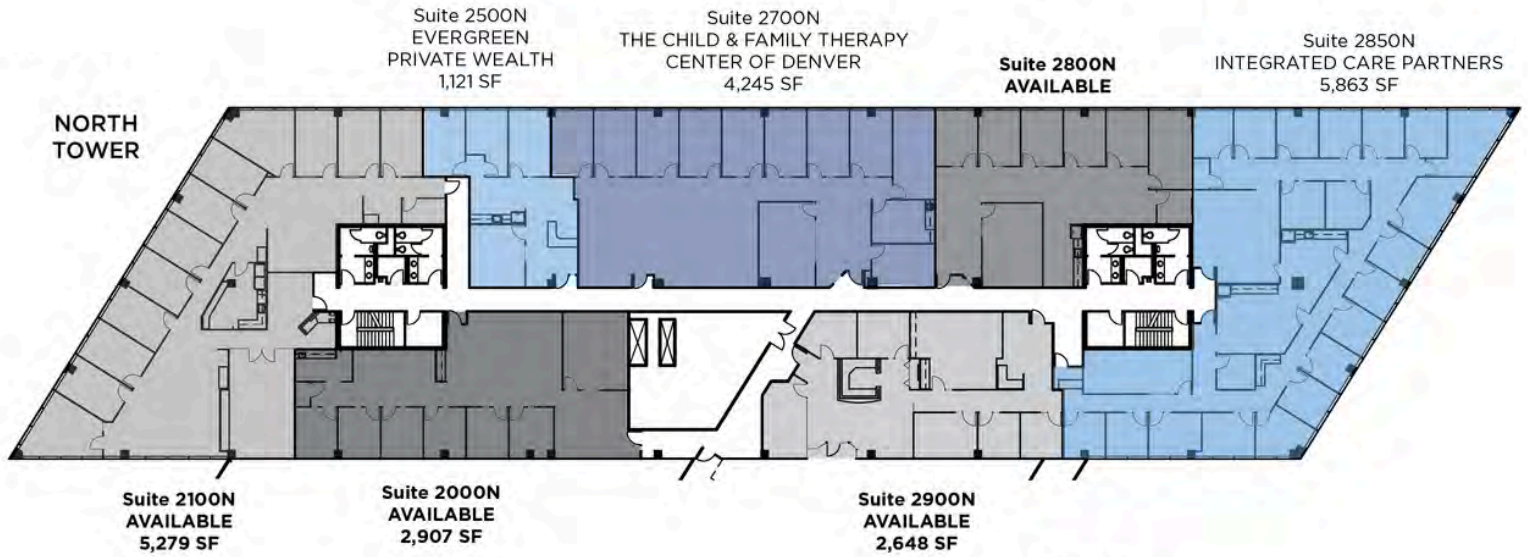 Suite 2500N
EVERGREEN
PRIVATE WEALTH
1,121 SF
Suite 2700N
THE CHILD & FAMILY THERAPY
CENTER OF DENVER
4,245 SF
Suite 2800N
AVAILABLE
Suite 2850N
INTEGRATED CARE PARTNERS
5,863 SF
NORTH
TOWER
Suite 2100N
AVAILABLE
5,279 SF
Suite 2000N
AVAILABLE
2,907 SF
Suite 2900N
AVAILABLE
2,648 SF